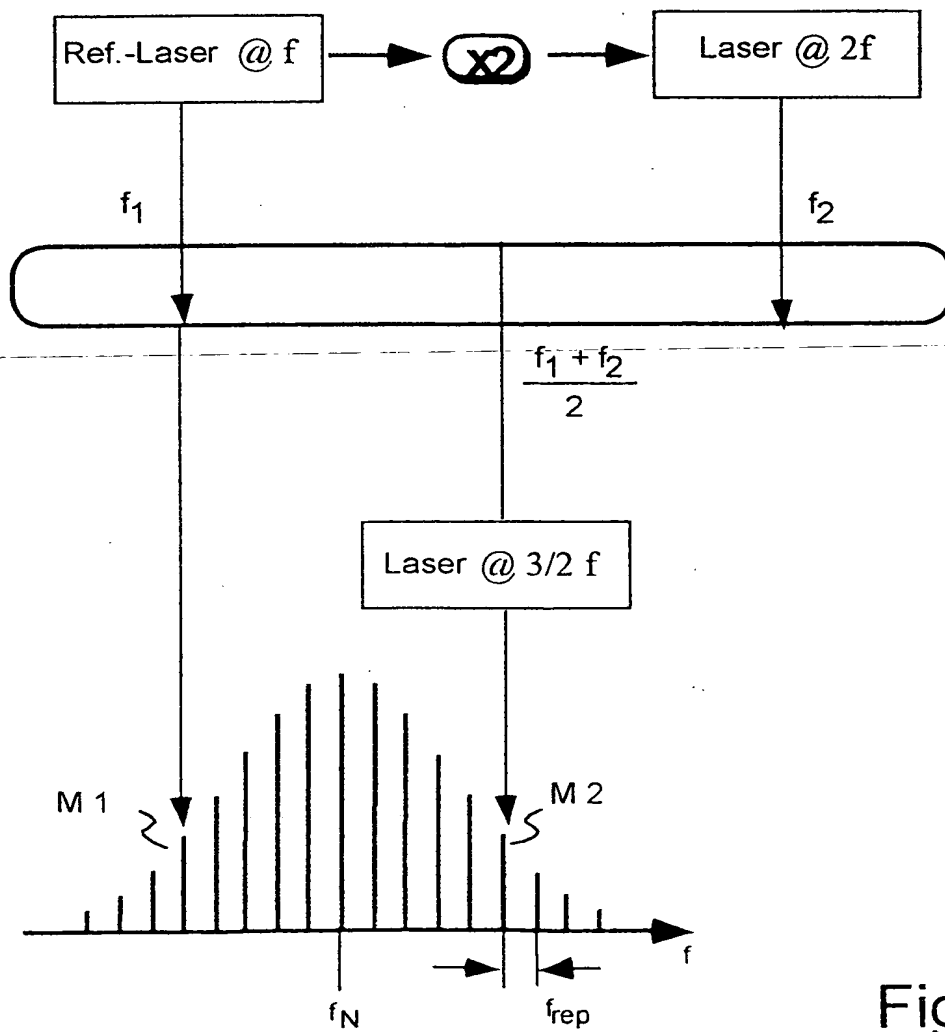 Ref.-Laser @ f
x2
Laser @ 2f
f1
f2
f1 + f2
2
Laser @ 3/2 f
M 1
M 2
f
fN
frep
Fig